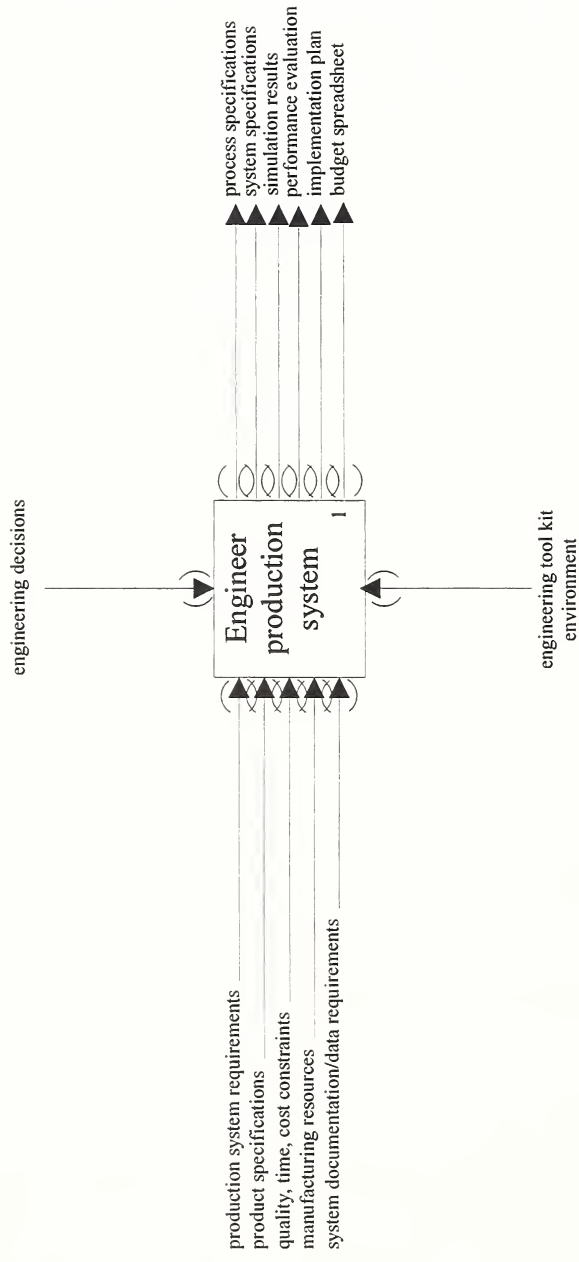 engineering decisions
production system requirements
product specifications
quality, time, cost constraints
manufacturing resources
system documentation/data requirements
Engineer
production
system
1
process specifications
system specifications
simulation results
performance evaluation
implementation plan
budget spreadsheet
engineering tool kit
environment